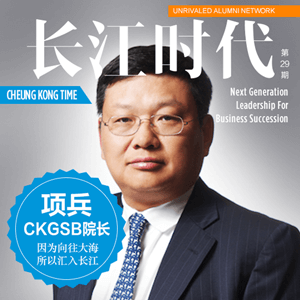 UNRIVALED ALUMNI NETWORK
长江时代
第29期
CHEUNG KONG TIME
Next Generation
Leadership For
Business Succession
项兵
CKGSB院长
因为向往大海
所以汇入长江